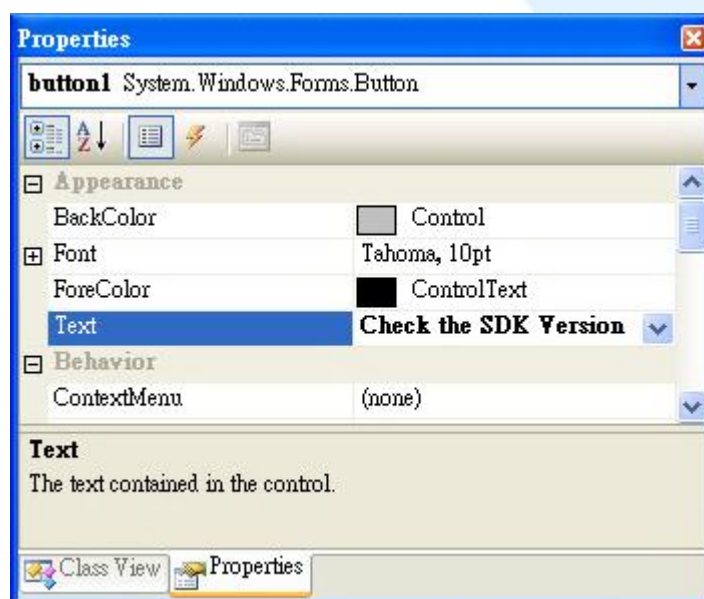 Properties
button1 System.Windows.Forms.Button
Appearance
BackColor Control
Font Tahoma, 10pt
ForeColor ControlText
Text Check the SDK Version
Behavior
ContextMenu (none)
Text
The text contained in the control.
Class View Properties